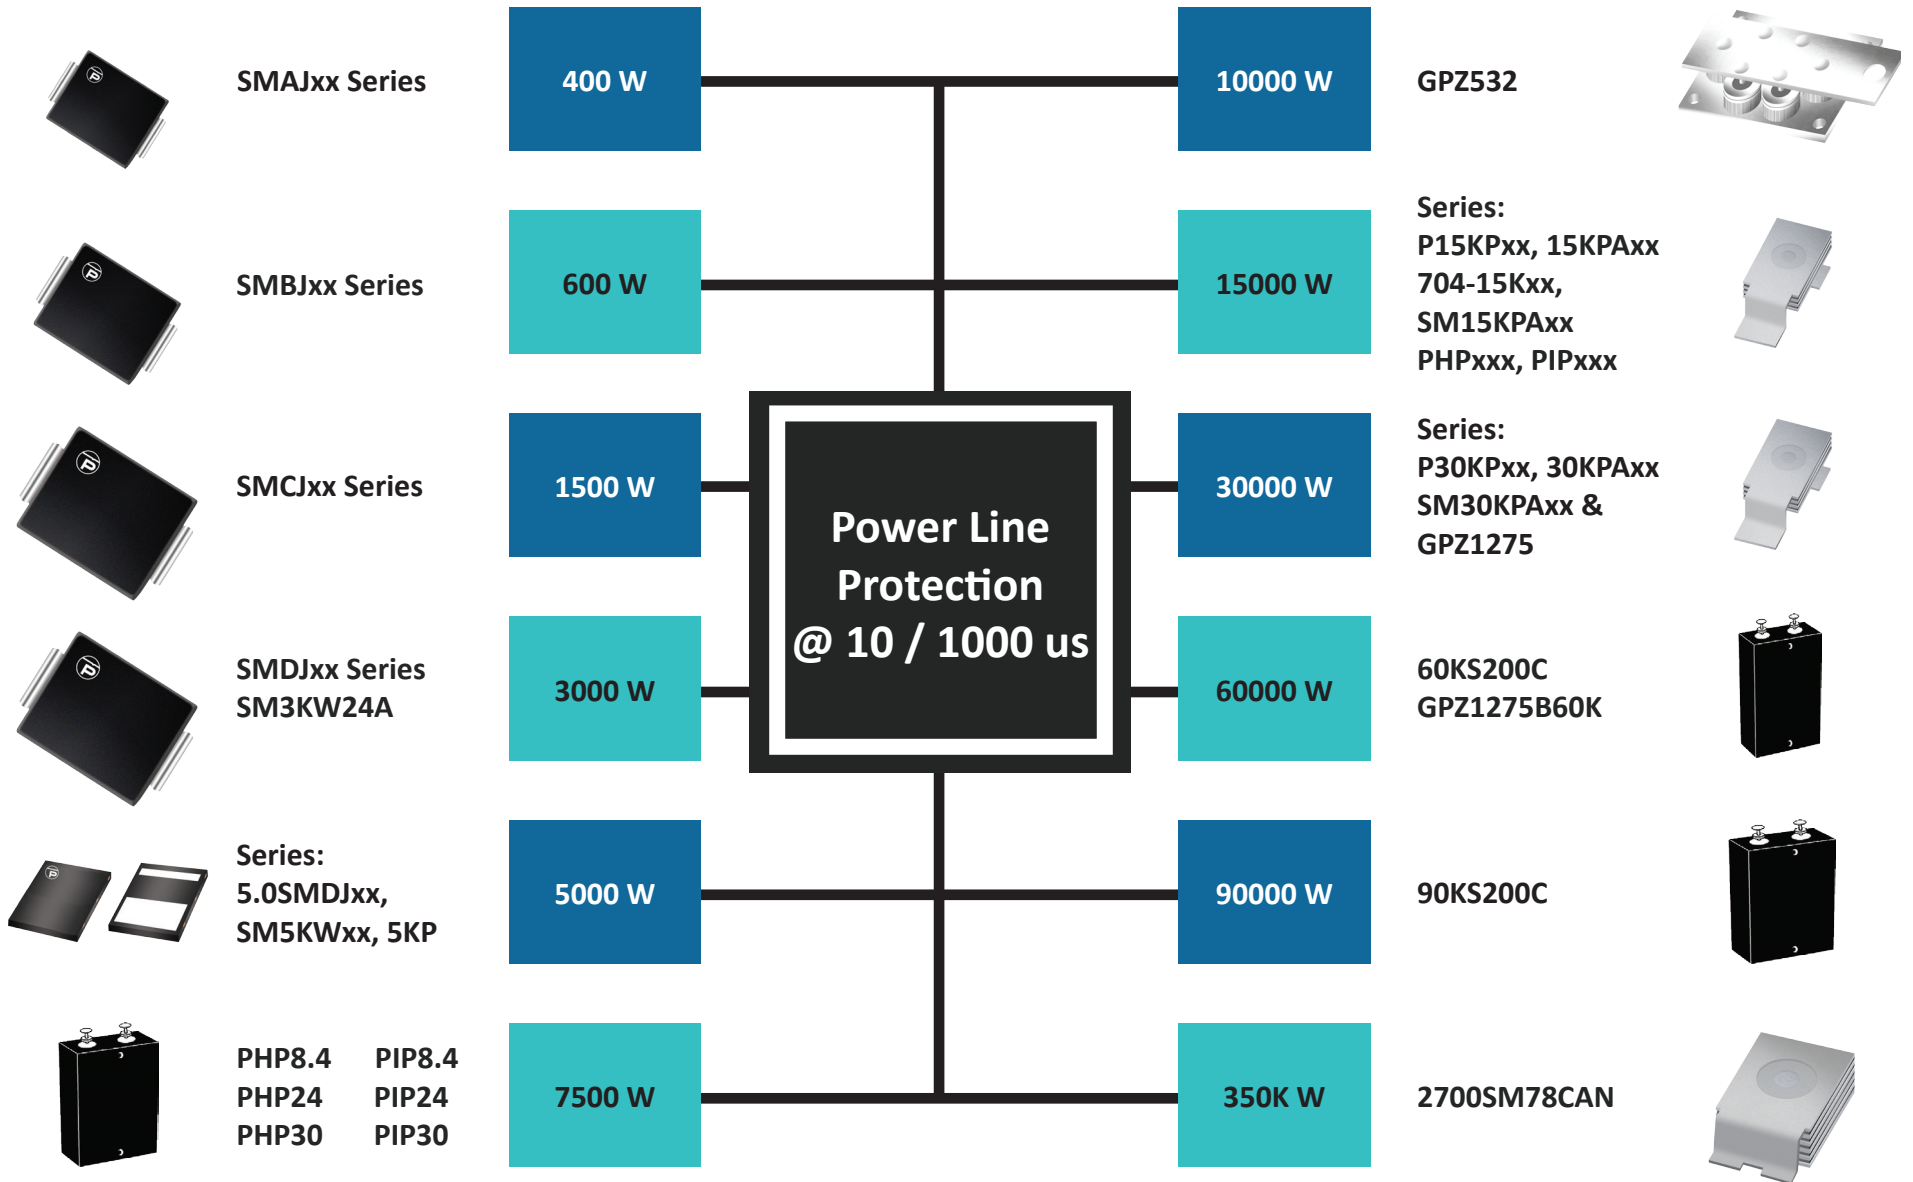 SMAJxx Series
400 W
10000 W
GPZ532
SMBJxx Series
600 W
15000 W
Series:
P15KPxx, 15KPAxx
704-15Kxx,
SM15KPAxx
PHPxxx, PIPxxx
SMCJxx Series
1500 W
30000 W
Series:
P30KPxx, 30KPAxx
SM30KPAxx &
GPZ1275
Power Line
Protection
@ 10 / 1000 us
SMDJxx Series
SM3KW24A
3000 W
60000 W
60KS200C
GPZ1275B60K
Series:
5.0SMDJxx,
SM5KWxx, 5KP
5000 W
90000 W
90KS200C
PHP8.4 PIP8.4
PHP24 PIP24
PHP30 PIP30
7500 W
350K W
2700SM78CAN